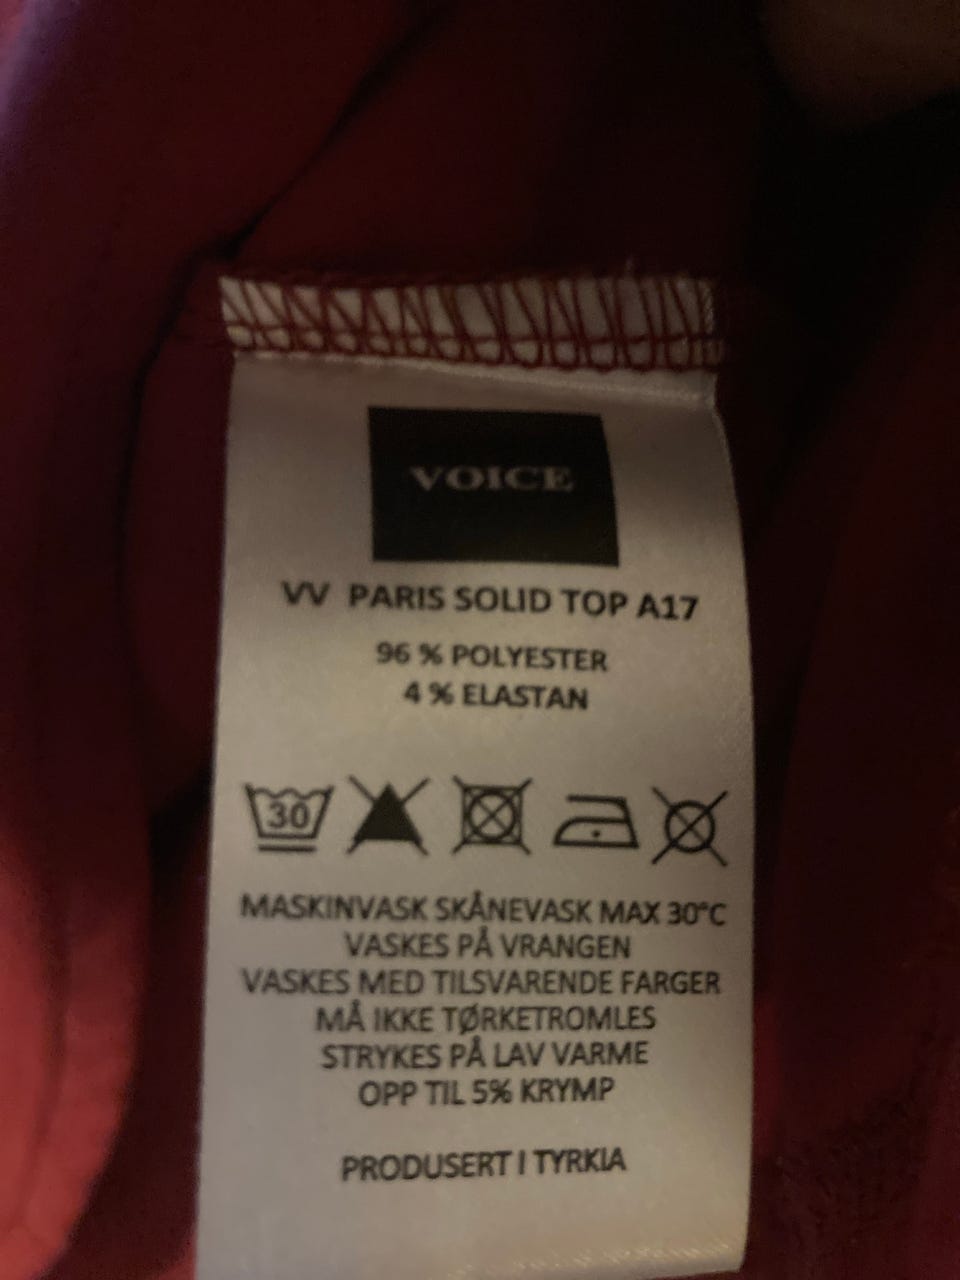 VOICE
VV PARIS SOLID TOP A17
96 % POLYESTER
4 % ELASTAN
30
MASKINVASK SKÅNEVASK MAX 30°C
VASKES PÅ VRANGEN
VASKES MED TILSVARENDE FARGER
MÅ IKKE TØRKETROMLES
STRYKES PÅ LAV VARME
OPP TIL 5% KRYMP
PRODUSERT I TYRKIA